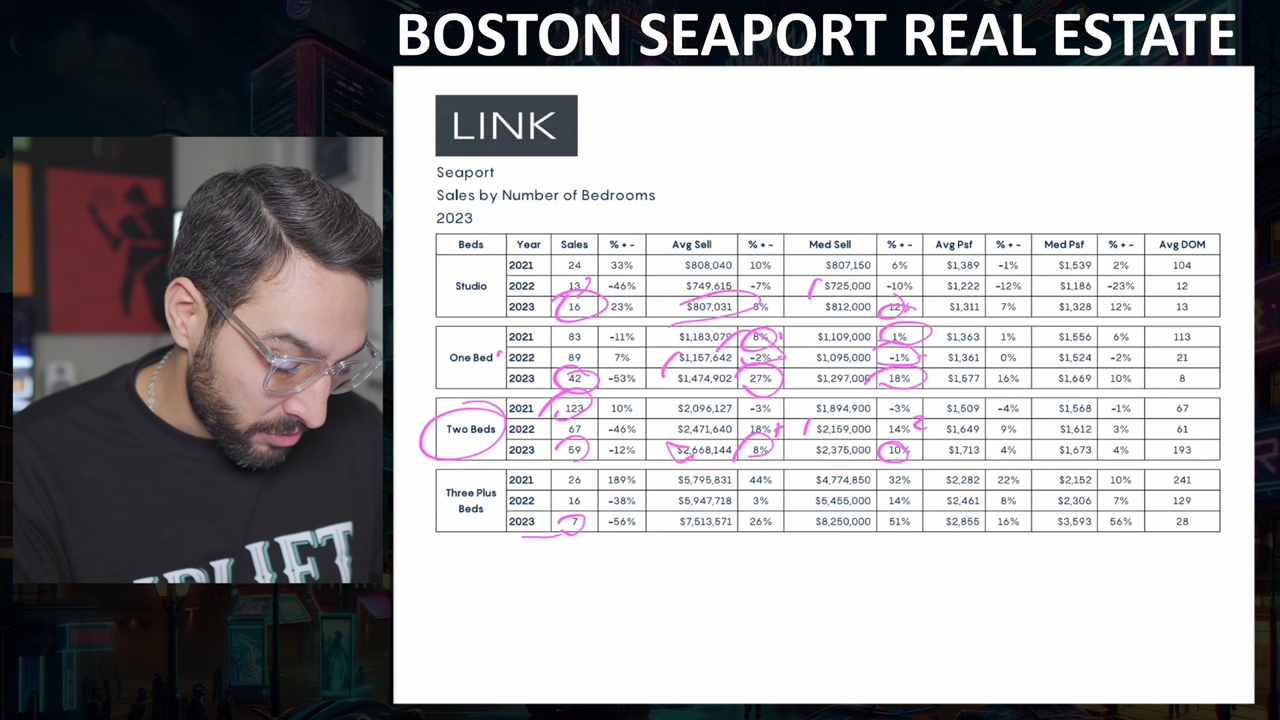 BOSTON SEAPORT REAL ESTATE
LINK
Seaport
Sales by Number of Bedrooms
2023
Beds Year Sales % + - Avg Sell % + - Med Sell % + - Avg Psf % + - Med Psf % + - Avg DOM
Studio
2021 24 33% $808,040 10% $807,150 6% $1,389 -1% $1,539 2% 104
2022 13 -46% $749,615 -7% $725,000 -10% $1,222 -12% $1,186 -23% 12
2023 16 23% $807,031 8% $812,000 12% $1,311 7% $1,328 12% 13
One Bed
2021 83 -11% $1,183,079 8% $1,109,000 1% $1,363 1% $1,556 6% 113
2022 89 7% $1,157,642 -2% $1,095,000 -1% $1,361 0% $1,524 -2% 21
2023 42 -53% $1,474,902 27% $1,297,000 18% $1,577 16% $1,669 10% 8
Two Beds
2021 123 10% $2,096,127 -3% $1,894,900 -3% $1,509 -4% $1,568 -1% 67
2022 67 -46% $2,471,640 18% $2,159,000 14% $1,649 9% $1,612 3% 61
2023 59 -12% $2,668,144 8% $2,375,000 10% $1,713 4% $1,673 4% 193
Three Plus
Beds
2021 26 189% $5,795,831 44% $4,774,850 32% $2,282 22% $2,152 10% 241
2022 16 -38% $5,947,718 3% $5,455,000 14% $2,461 8% $2,306 7% 129
2023 7 -56% $7,513,571 26% $8,250,000 51% $2,855 16% $3,593 56% 28